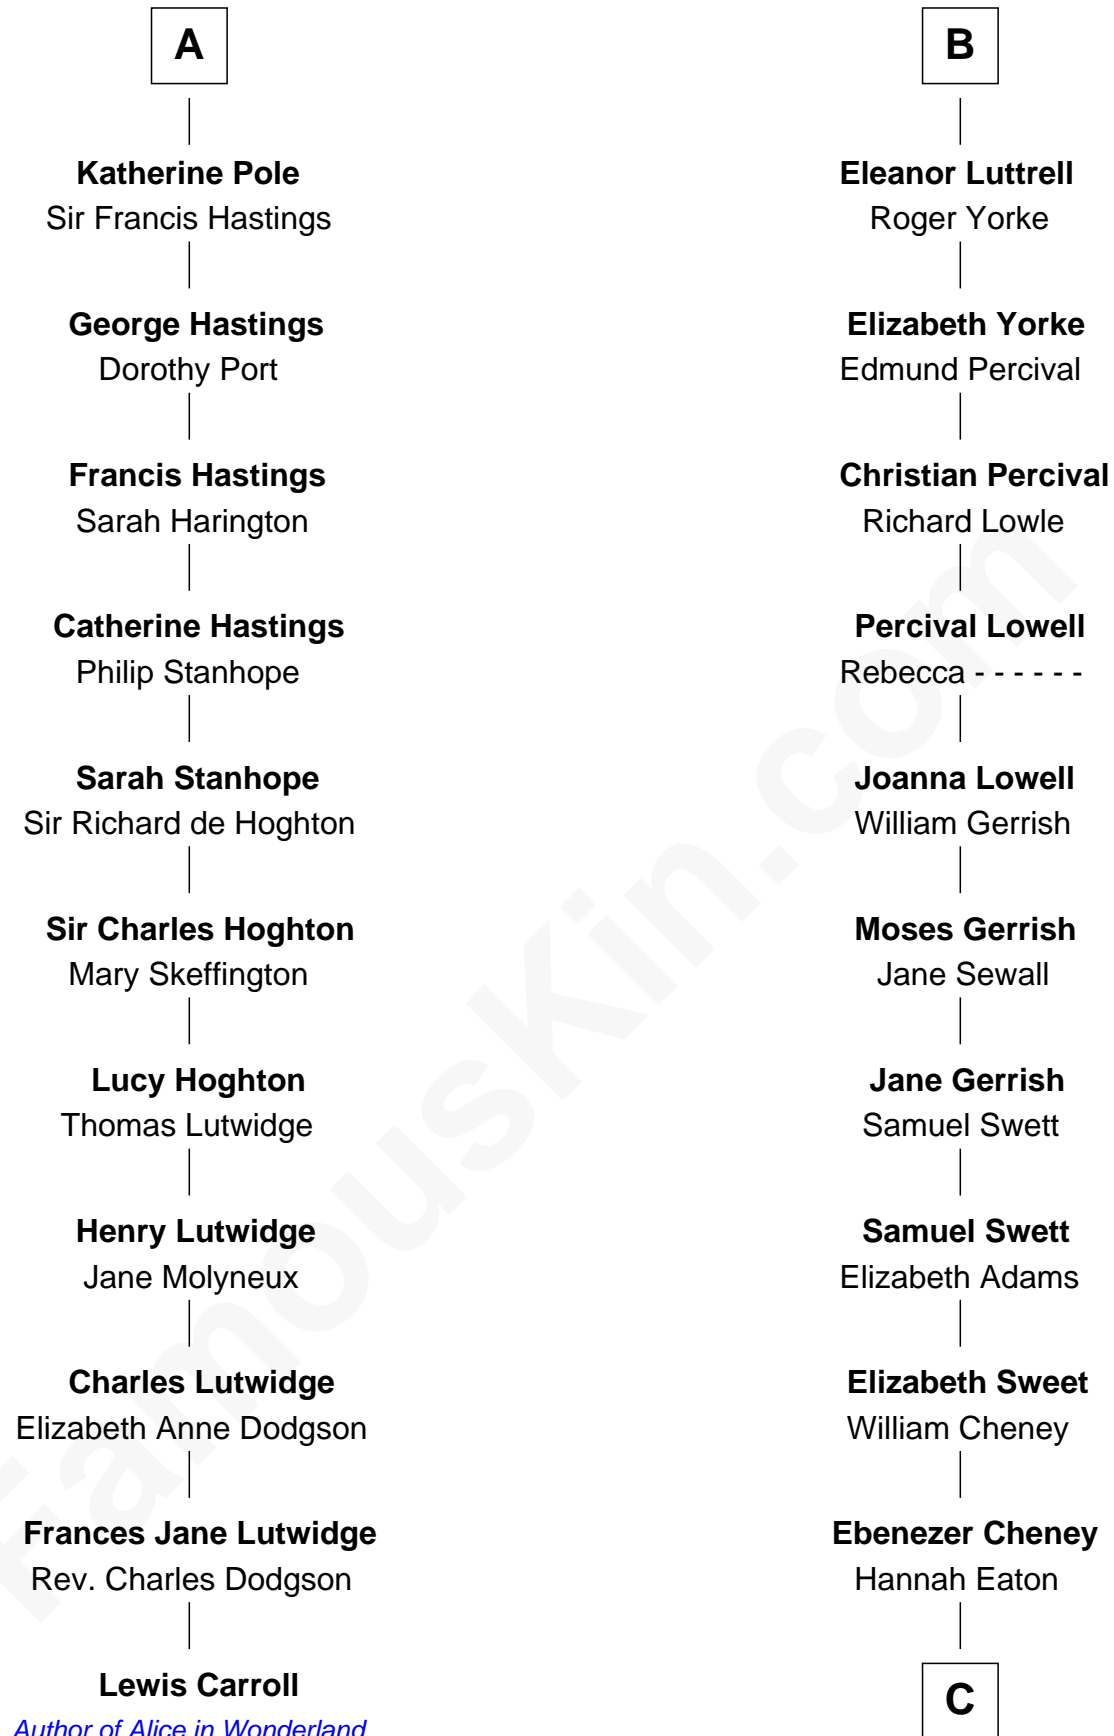 A
Katherine Pole
Sir Francis Hastings
George Hastings
Dorothy Port
Francis Hastings
Sarah Harington
Catherine Hastings
Philip Stanhope
Sarah Stanhope
Sir Richard de Hoghton
Sir Charles Hoghton
Mary Skeffington
Lucy Hoghton
Thomas Lutwidge
Henry Lutwidge
Jane Molyneux
Charles Lutwidge
Elizabeth Anne Dodgson
Frances Jane Lutwidge
Rev. Charles Dodgson
Lewis Carroll
Author of Alice in Wonderland
B
Eleanor Luttrell
Roger Yorke
Elizabeth Yorke
Edmund Percival
Christian Percival
Richard Lowle
Percival Lowell
Rebecca - - - - - -
Joanna Lowell
William Gerrish
Moses Gerrish
Jane Sewall
Jane Gerrish
Samuel Swett
Samuel Swett
Elizabeth Adams
Elizabeth Sweet
William Cheney
Ebenezer Cheney
Hannah Eaton
C
FamousKin.com